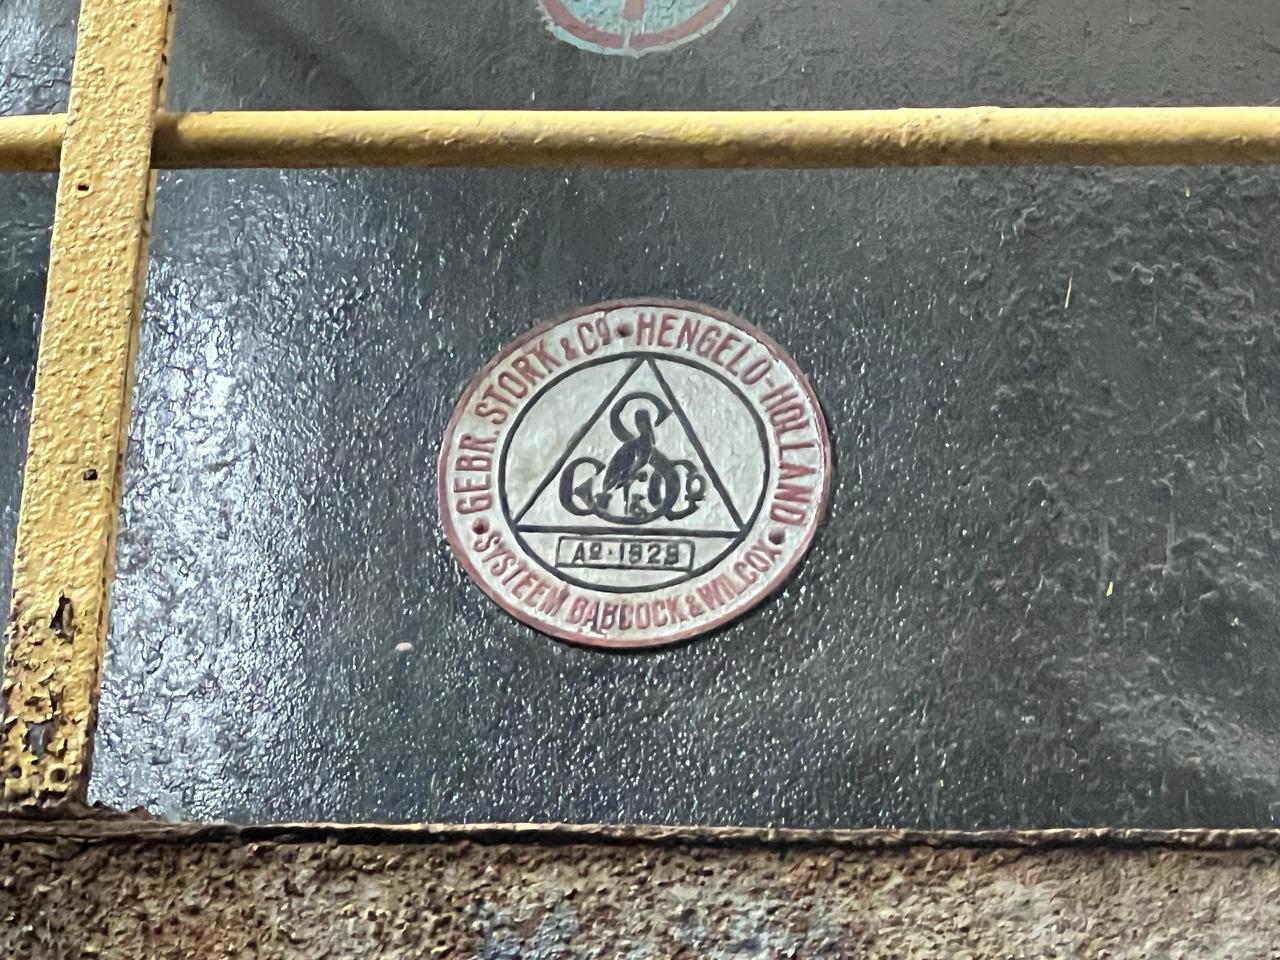 GEBR. STORK & Cº • HENGELO-HOLLAND
• SYSTEEM BABCOCK & WILCOX •
S
G & Cº
Aº • 1929